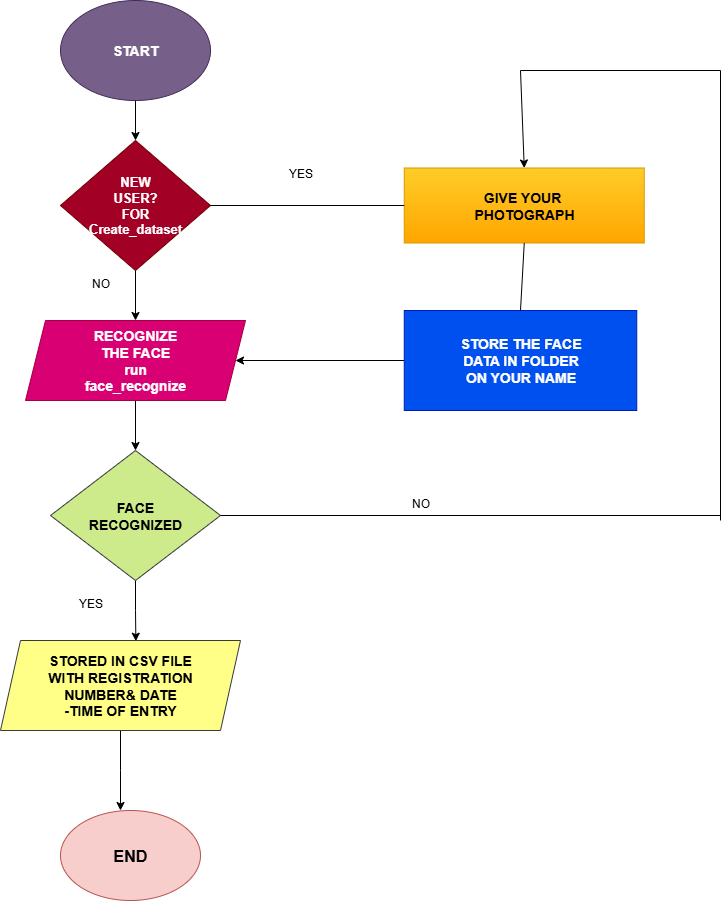 START
NEW
USER?
FOR
Create_dataset
YES
GIVE YOUR
PHOTOGRAPH
NO
RECOGNIZE
THE FACE
run
face_recognize
STORE THE FACE
DATA IN FOLDER
ON YOUR NAME
FACE
RECOGNIZED
NO
YES
STORED IN CSV FILE
WITH REGISTRATION
NUMBER& DATE
-TIME OF ENTRY
END